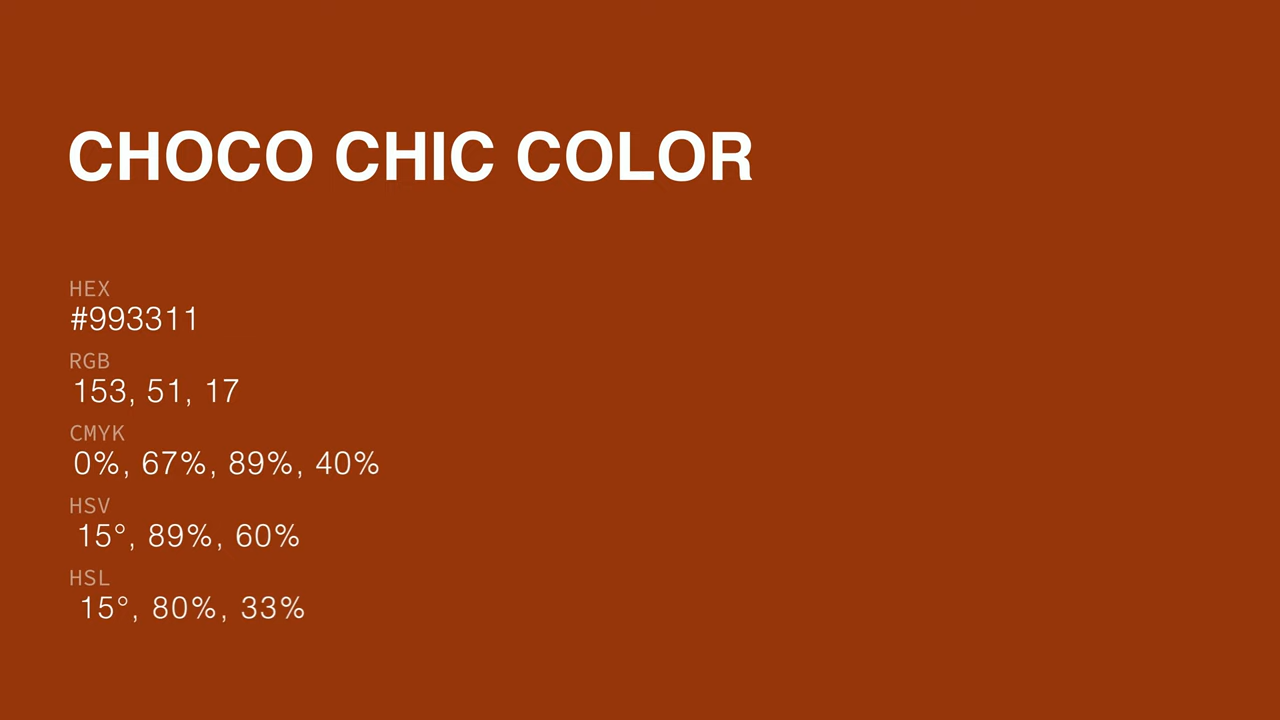 CHOCO CHIC COLOR
HEX
#993311
RGB
153, 51, 17
CMYK
0%, 67%, 89%, 40%
HSV
15°, 89%, 60%
HSL
15°, 80%, 33%